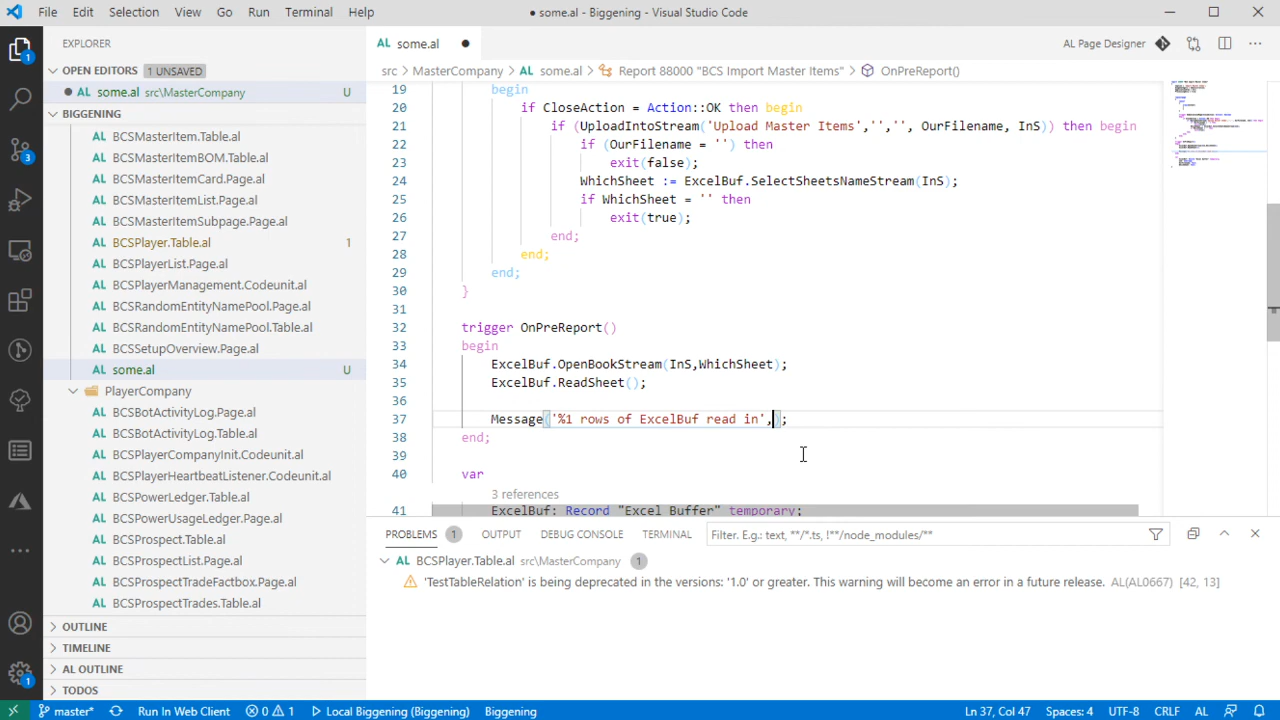 File Edit Selection View Go Run Terminal Help
● some.al - Biggening - Visual Studio Code
EXPLORER
OPEN EDITORS 1 UNSAVED
● AL some.al src\MasterCompany U
BIGGENING
AL BCSMasterItem.Table.al
AL BCSMasterItemBOM.Table.al
AL BCSMasterItemCard.Page.al
AL BCSMasterItemList.Page.al
AL BCSMasterItemSubpage.Page.al
AL BCSPlayer.Table.al 1
AL BCSPlayerList.Page.al
AL BCSPlayerManagement.Codeunit.al
AL BCSRandomEntityNamePool.Page.al
AL BCSRandomEntityNamePool.Table.al
AL BCSSetupOverview.Page.al
AL some.al U
PlayerCompany
AL BCSBotActivityLog.Page.al
AL BCSBotActivityLog.Table.al
AL BCSPlayerCompanyInit.Codeunit.al
AL BCSPlayerHeartbeatListener.Codeunit.al
AL BCSPowerLedger.Table.al
AL BCSPowerUsageLedger.Page.al
AL BCSProspect.Table.al
AL BCSProspectList.Page.al
AL BCSProspectTradeFactbox.Page.al
AL BCSProspectTrades.Table.al
OUTLINE
TIMELINE
AL OUTLINE
TODOS
1
3
1
AL some.al ●
AL Page Designer
src > MasterCompany > AL some.al > Report 88000 "BCS Import Master Items" > OnPreReport()
19 begin
20 if CloseAction = Action::OK then begin
21 if (UploadIntoStream('Upload Master Items','','', OurFilename, InS)) then begin
22 if (OurFilename = '') then
23 exit(false);
24 WhichSheet := ExcelBuf.SelectSheetsNameStream(InS);
25 if WhichSheet = '' then
26 exit(true);
27 end;
28 end;
29 end;
30 }
31
32 trigger OnPreReport()
33 begin
34 ExcelBuf.OpenBookStream(InS,WhichSheet);
35 ExcelBuf.ReadSheet();
36
37 Message('%1 rows of ExcelBuf read in',);
38 end;
39
40 var
3 references
41 ExcelBuf: Record "Excel Buffer" temporary;
PROBLEMS 1 OUTPUT DEBUG CONSOLE TERMINAL Filter. E.g.: text, **/*.ts, !**/node_modules/**
AL BCSPlayer.Table.al src\MasterCompany 1
'TestTableRelation' is being deprecated in the versions: '1.0' or greater. This warning will become an error in a future release. AL(AL0667) [42, 13]
master* Run In Web Client 0 1 Local Biggening (Biggening) Biggening Ln 37, Col 47 Spaces: 4 UTF-8 CRLF AL